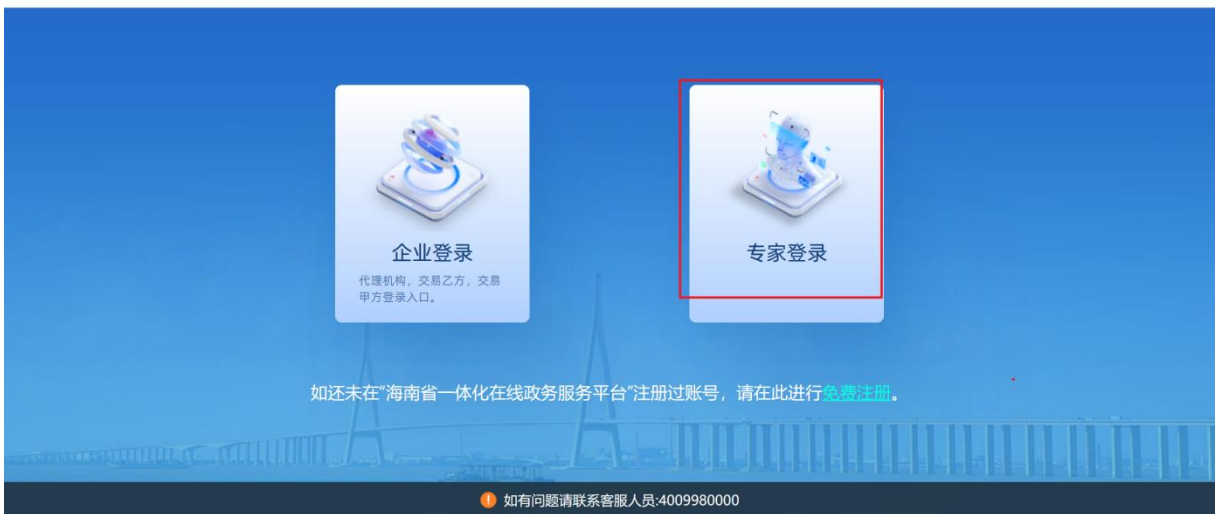 企业登录
代理机构，交易乙方，交易
甲方登录入口。
专家登录
如还未在“海南省一体化在线政务服务平台”注册过账号，请在此进行免费注册。
如有问题请联系客服人员:4009980000